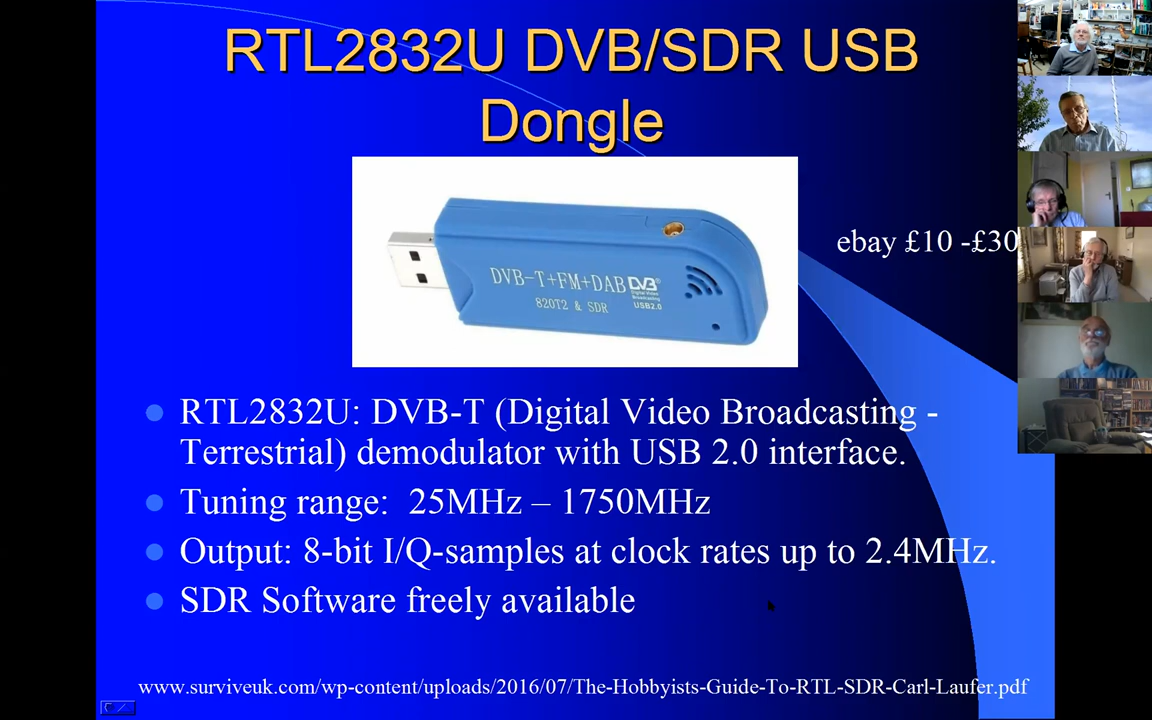 RTL2832U DVB/SDR USB
Dongle
ebay £10 -£30
DVB-T+FM+DAB DVB
Digital Video
Broadcasting
820T2 & SDR USB2.0
RTL2832U: DVB-T (Digital Video Broadcasting -
Terrestrial) demodulator with USB 2.0 interface.
Tuning range: 25MHz – 1750MHz
Output: 8-bit I/Q-samples at clock rates up to 2.4MHz.
SDR Software freely available
www.surviveuk.com/wp-content/uploads/2016/07/The-Hobbyists-Guide-To-RTL-SDR-Carl-Laufer.pdf